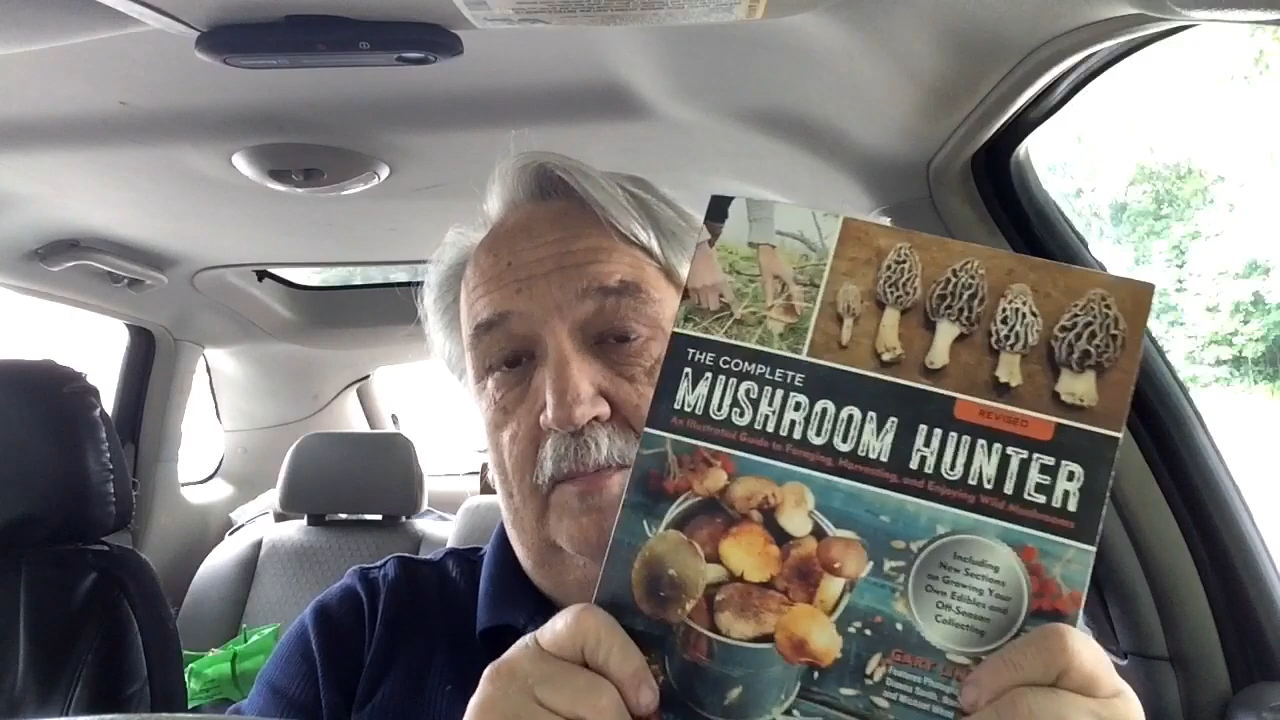 THE COMPLETE
MUSHROOM HUNTER
REVISED
An Illustrated Guide to Foraging, Harvesting, and Enjoying Wild Mushrooms
Including
New Sections
on Growing Your
Own Edibles and
Off-Season
Collecting
GARY